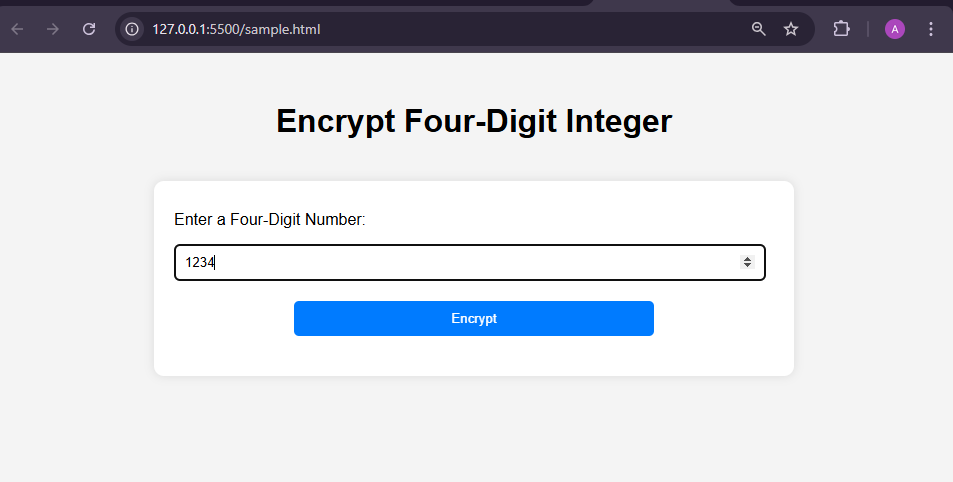 127.0.0.1:5500/sample.html
A
Encrypt Four-Digit Integer
Enter a Four-Digit Number:
1234
Encrypt